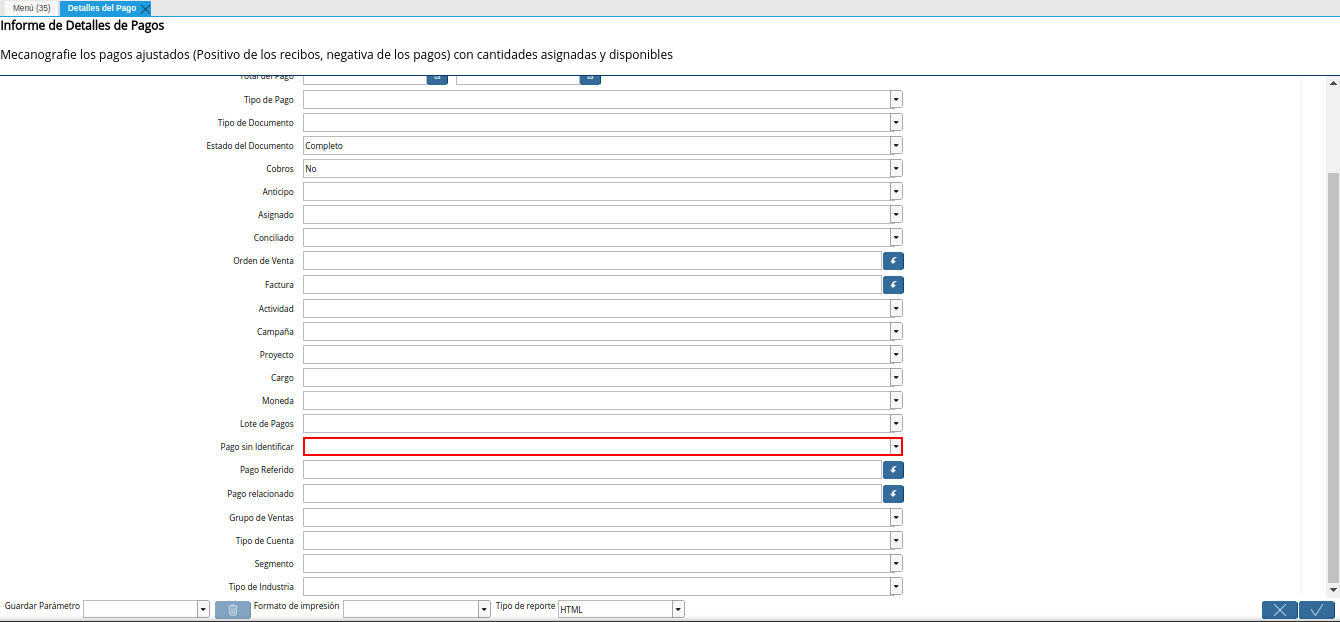 Menú (35)
Detalles del Pago
Informe de Detalles de Pagos
Mecanografie los pagos ajustados (Positivo de los recibos, negativa de los pagos) con cantidades asignadas y disponibles
Total del Pago
Tipo de Pago
Tipo de Documento
Estado del Documento Completo
Cobros No
Anticipo
Asignado
Conciliado
Orden de Venta
Factura
Actividad
Campaña
Proyecto
Cargo
Moneda
Lote de Pagos
Pago sin Identificar
Pago Referido
Pago relacionado
Grupo de Ventas
Tipo de Cuenta
Segmento
Tipo de Industria
Guardar Parámetro Formato de impresión Tipo de reporte HTML